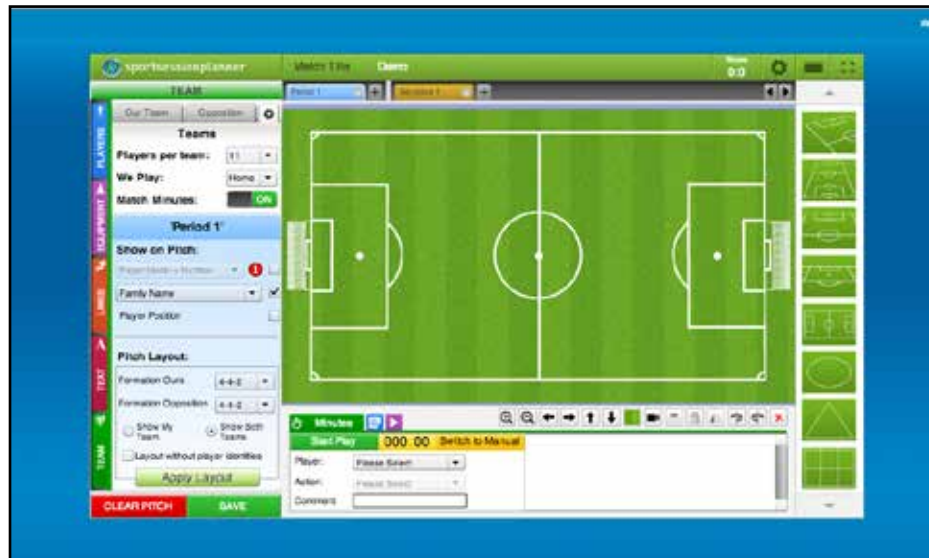 sportsessionplanner
Match Title
0:0
TEAM
Period 1
+
+
Our Team
Opposition
Teams
Players per team:
11
We Play:
Home
Match Minutes:
ON
'Period 1'
Show on Pitch:
1
Family Name
Player Position
Pitch Layout:
Formation Ours
4-4-2
Formation Opposition
4-4-2
Show My Team
Show Both Teams
Layout without player identities
Apply Layout
CLEAR PITCH
SAVE
PLAYERS
EQUIPMENT
LINES
A
TEXT
TEAM
Minutes
Start Play
000:00
Switch to Manual
Player:
Please Select
Action:
Please Select
Comment